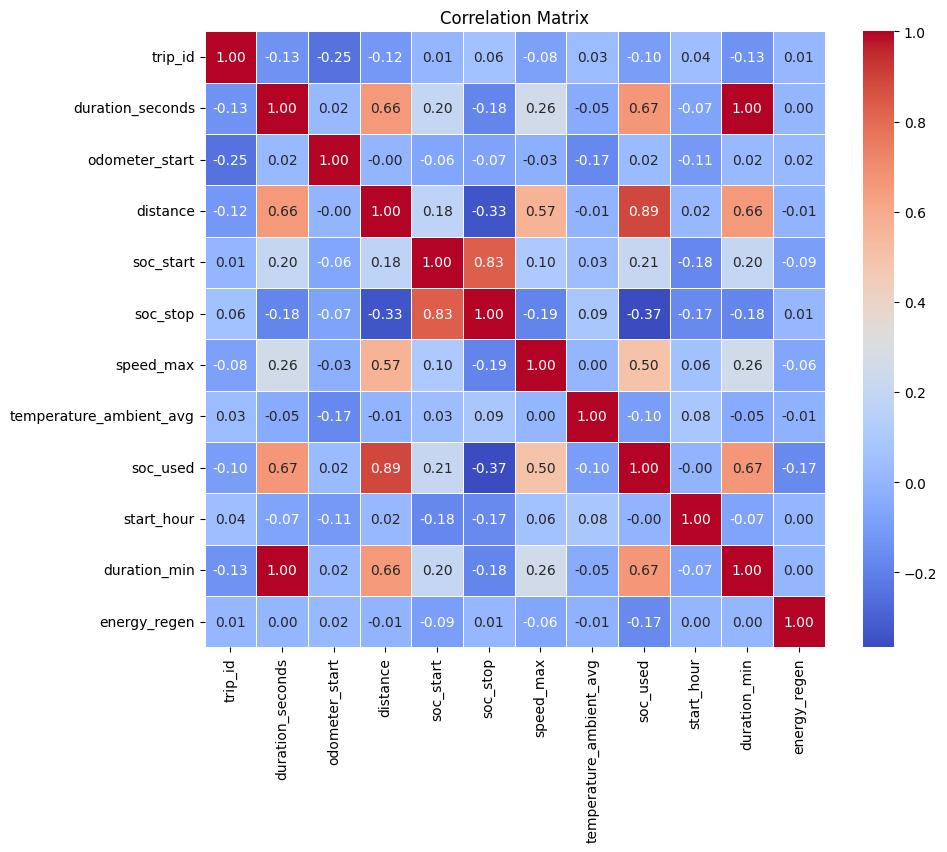 Correlation Matrix
trip_id 1.00 -0.13 -0.25 -0.12 0.01 0.06 -0.08 0.03 -0.10 0.04 -0.13 0.01
duration_seconds -0.13 1.00 0.02 0.66 0.20 -0.18 0.26 -0.05 0.67 -0.07 1.00 0.00
odometer_start -0.25 0.02 1.00 -0.00 -0.06 -0.07 -0.03 -0.17 0.02 -0.11 0.02 0.02
distance -0.12 0.66 -0.00 1.00 0.18 -0.33 0.57 -0.01 0.89 0.02 0.66 -0.01
soc_start 0.01 0.20 -0.06 0.18 1.00 0.83 0.10 0.03 0.21 -0.18 0.20 -0.09
soc_stop 0.06 -0.18 -0.07 -0.33 0.83 1.00 -0.19 0.09 -0.37 -0.17 -0.18 0.01
speed_max -0.08 0.26 -0.03 0.57 0.10 -0.19 1.00 0.00 0.50 0.06 0.26 -0.06
temperature_ambient_avg 0.03 -0.05 -0.17 -0.01 0.03 0.09 0.00 1.00 -0.10 0.08 -0.05 -0.01
soc_used -0.10 0.67 0.02 0.89 0.21 -0.37 0.50 -0.10 1.00 -0.00 0.67 -0.17
start_hour 0.04 -0.07 -0.11 0.02 -0.18 -0.17 0.06 0.08 -0.00 1.00 -0.07 0.00
duration_min -0.13 1.00 0.02 0.66 0.20 -0.18 0.26 -0.05 0.67 -0.07 1.00 0.00
energy_regen 0.01 0.00 0.02 -0.01 -0.09 0.01 -0.06 -0.01 -0.17 0.00 0.00 1.00
trip_id
duration_seconds
odometer_start
distance
soc_start
soc_stop
speed_max
temperature_ambient_avg
soc_used
start_hour
duration_min
energy_regen
1.0
0.8
0.6
0.4
0.2
0.0
−0.2